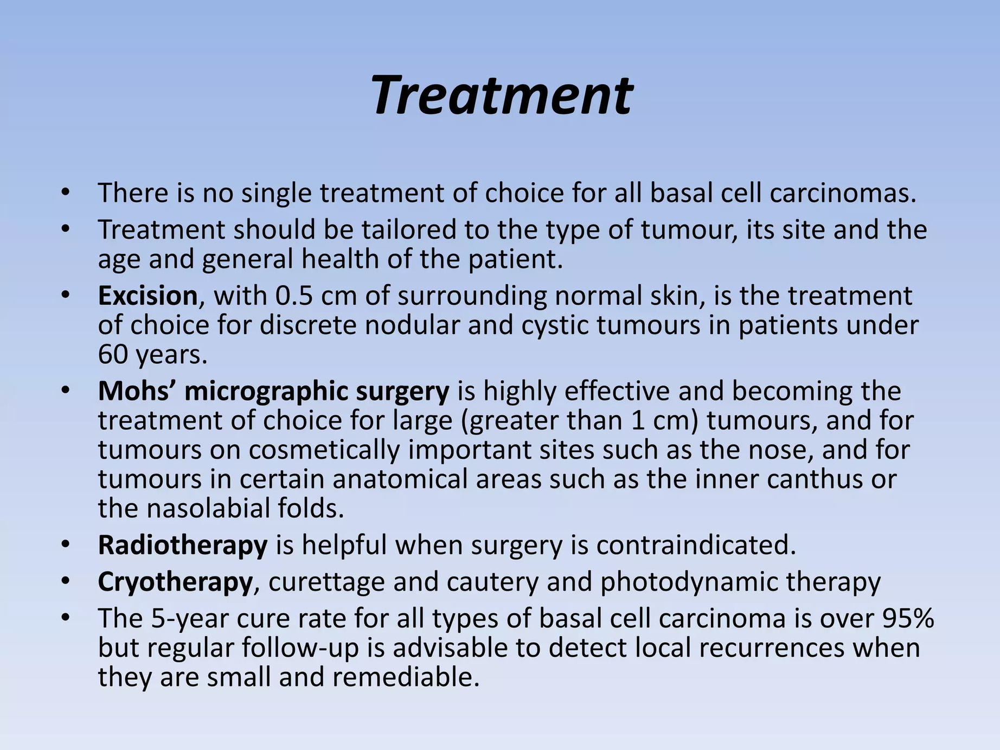 Treatment
• There is no single treatment of choice for all basal cell carcinomas.
• Treatment should be tailored to the type of tumour, its site and the
age and general health of the patient.
• Excision, with 0.5 cm of surrounding normal skin, is the treatment
of choice for discrete nodular and cystic tumours in patients under
60 years.
• Mohs’ micrographic surgery is highly effective and becoming the
treatment of choice for large (greater than 1 cm) tumours, and for
tumours on cosmetically important sites such as the nose, and for
tumours in certain anatomical areas such as the inner canthus or
the nasolabial folds.
• Radiotherapy is helpful when surgery is contraindicated.
• Cryotherapy, curettage and cautery and photodynamic therapy
• The 5-year cure rate for all types of basal cell carcinoma is over 95%
but regular follow-up is advisable to detect local recurrences when
they are small and remediable.